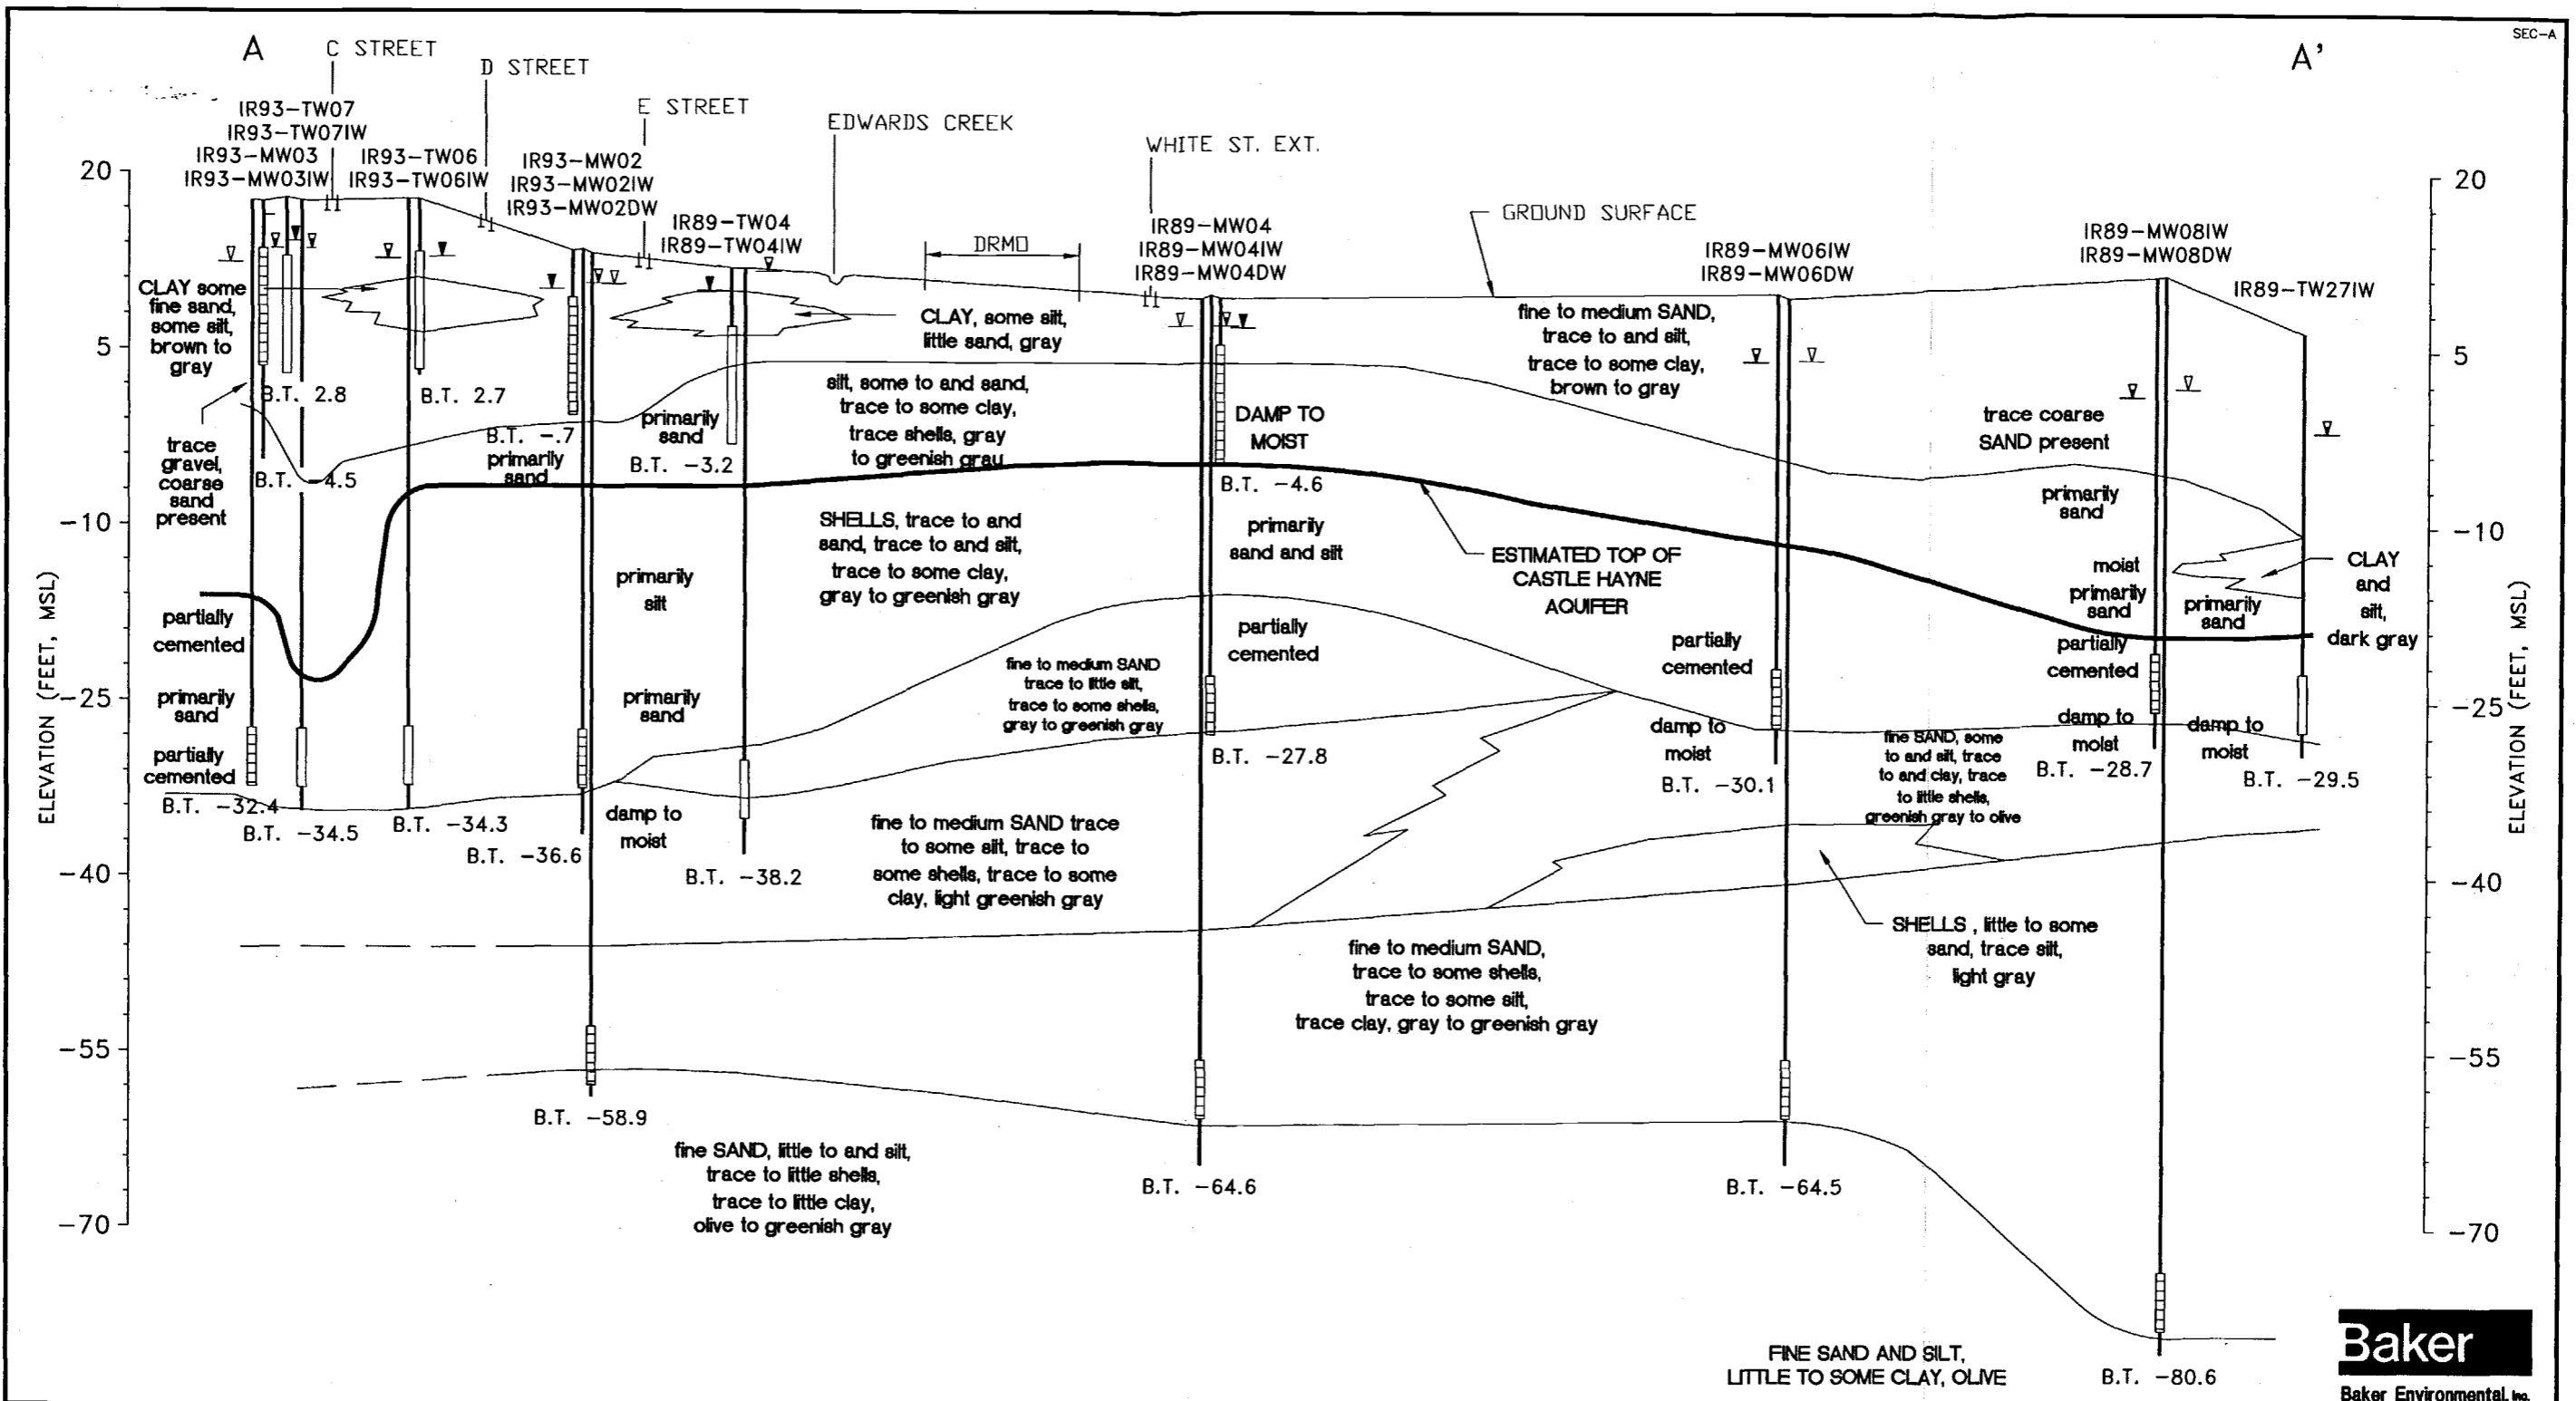 SEC-A
A
A'
C STREET
D STREET
E STREET
EDWARDS CREEK
WHITE ST. EXT.
DRMO
GROUND SURFACE
IR93-TW07
IR93-TW07IW
IR93-MW03
IR93-MW03IW
IR93-TW06
IR93-TW06IW
IR93-MW02
IR93-MW02IW
IR93-MW02DW
IR89-TW04
IR89-TW04IW
IR89-MW04
IR89-MW04IW
IR89-MW04DW
IR89-MW06IW
IR89-MW06DW
IR89-MW08IW
IR89-MW08DW
IR89-TW27IW
20
5
-10
-25
-40
-55
-70
ELEVATION (FEET, MSL)
20
5
-10
-25
-40
-55
-70
ELEVATION (FEET, MSL)
CLAY some
fine sand,
some silt,
brown to
gray
trace
gravel,
coarse
sand
present
B.T. 2.8
B.T. 2.7
B.T. -4.5
B.T. -.7
primarily
sand
primarily
sand
B.T. -3.2
CLAY, some silt,
little sand, gray
silt, some to and sand,
trace to some clay,
trace shells, gray
to greenish gray
DAMP TO
MOIST
B.T. -4.6
fine to medium SAND,
trace to and silt,
trace to some clay,
brown to gray
trace coarse
SAND present
primarily
sand
moist
primarily
sand
primarily
sand
CLAY
and
silt,
dark gray
partially
cemented
primarily
sand
partially
cemented
B.T. -32.4
B.T. -34.5
B.T. -34.3
B.T. -36.6
primarily
silt
primarily
sand
damp to
moist
B.T. -38.2
SHELLS, trace to and
sand, trace to and silt,
trace to some clay,
gray to greenish gray
primarily
sand and silt
ESTIMATED TOP OF
CASTLE HAYNE
AQUIFER
partially
cemented
fine to medium SAND
trace to little silt,
trace to some shells,
gray to greenish gray
B.T. -27.8
partially
cemented
damp to
moist
B.T. -30.1
fine SAND, some
to and silt, trace
to and clay, trace
to little shells,
greenish gray to olive
partially
cemented
damp to
moist
B.T. -28.7
damp to
moist
B.T. -29.5
fine to medium SAND trace
to some silt, trace to
some shells, trace to some
clay, light greenish gray
SHELLS , little to some
sand, trace silt,
light gray
fine to medium SAND,
trace to some shells,
trace to some silt,
trace clay, gray to greenish gray
B.T. -58.9
fine SAND, little to and silt,
trace to little shells,
trace to little clay,
olive to greenish gray
B.T. -64.6
B.T. -64.5
FINE SAND AND SILT,
LITTLE TO SOME CLAY, OLIVE
B.T. -80.6
Baker
Baker Environmental, Inc.